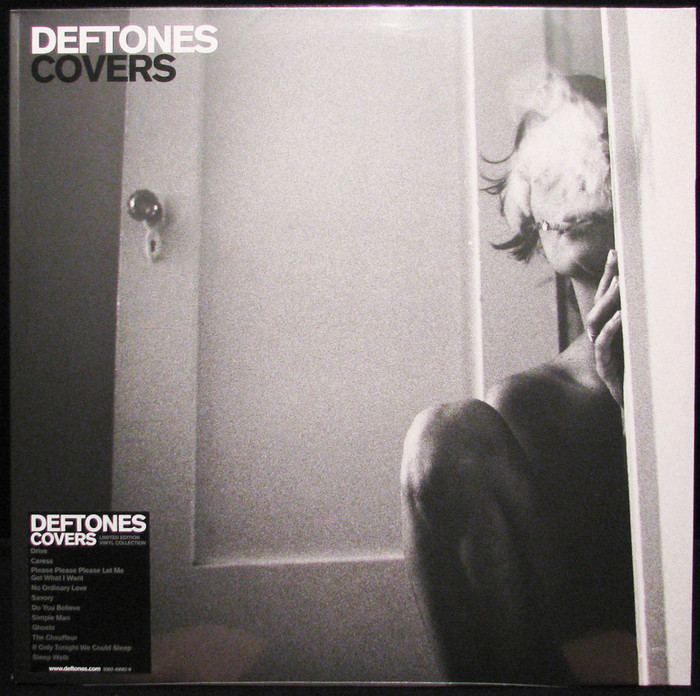 DEFTONES
COVERS
DEFTONES
COVERS LIMITED EDITION
VINYL COLLECTION
Drive
Caress
Please Please Please Let Me
Get What I Want
No Ordinary Love
Savory
Do You Believe
Simple Man
Ghosts
The Chauffeur
If Only Tonight We Could Sleep
Sleep Walk
www.deftones.com